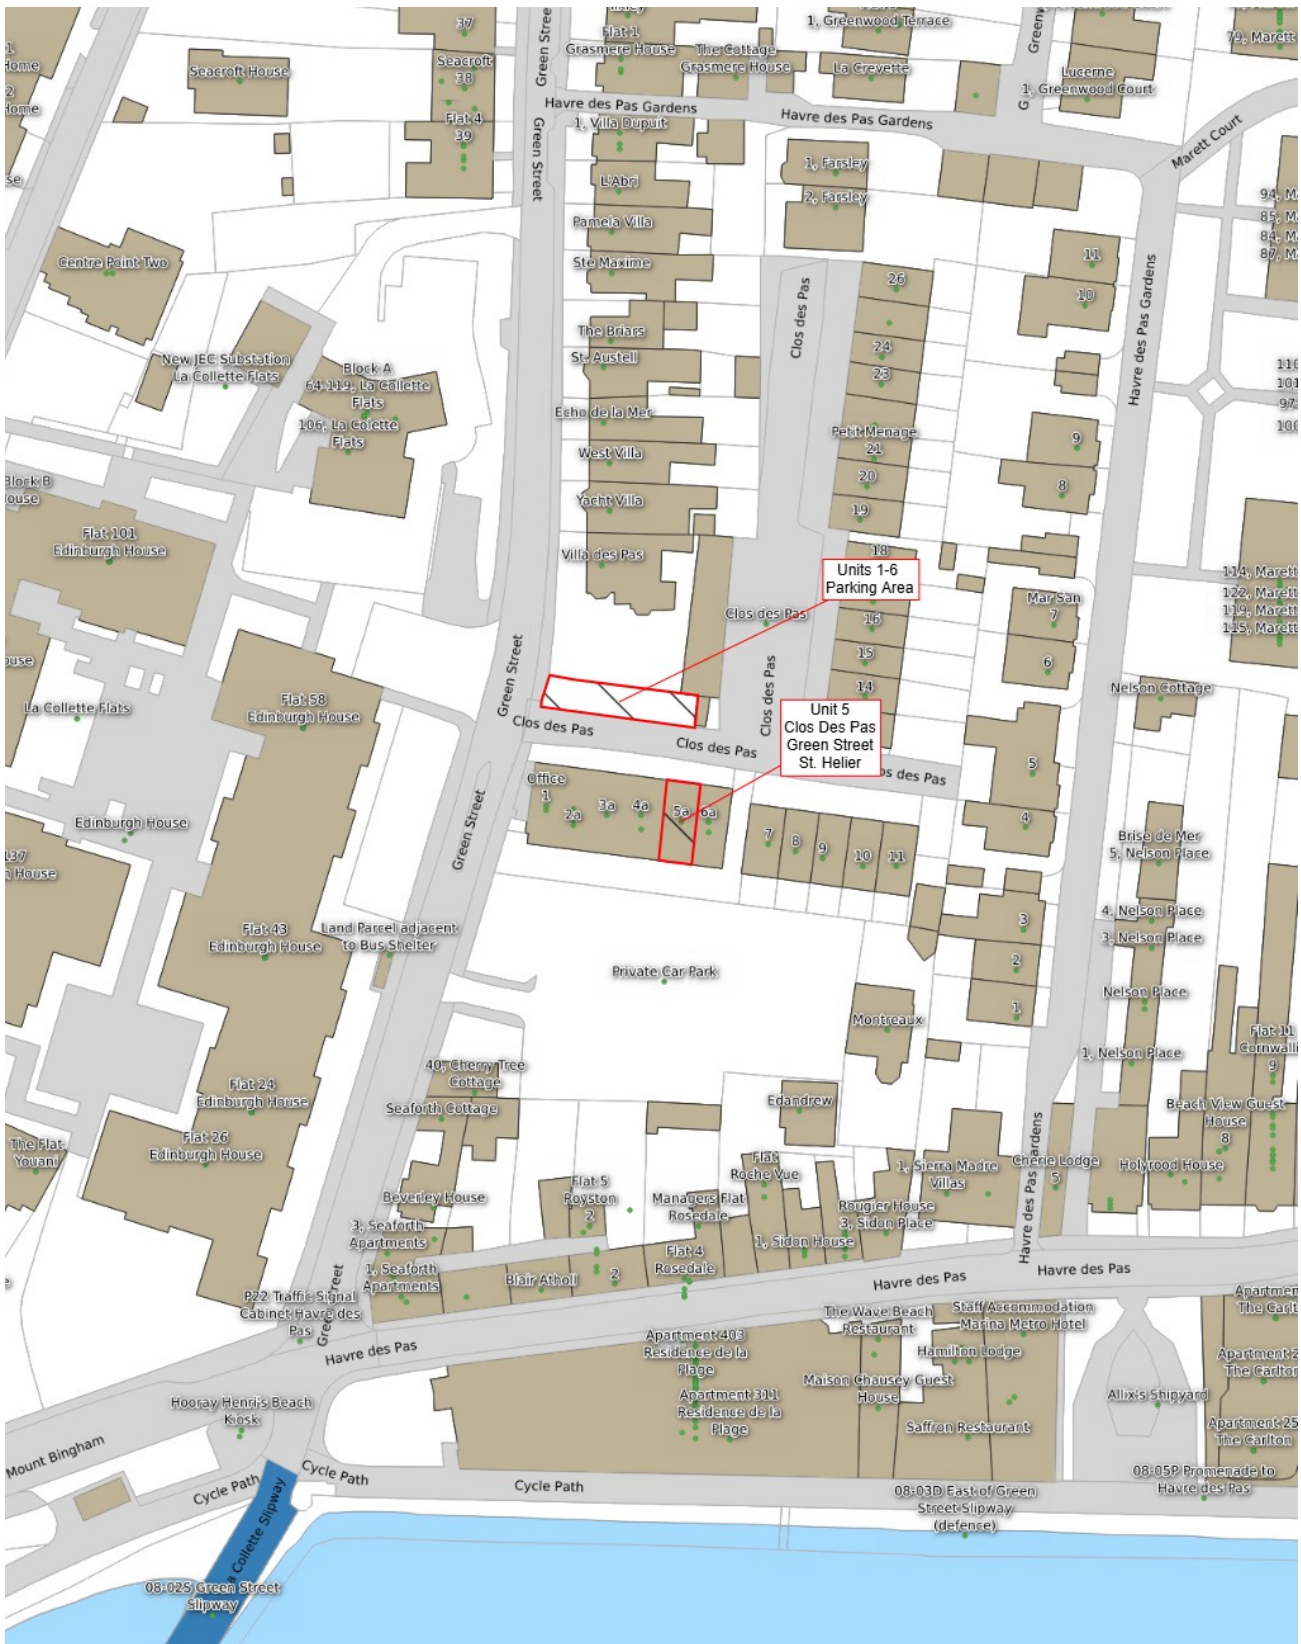 37
1, Greenwood Terrace
79, Marett
Green Street
Flat 1
Grasmere House
The Cottage
Grasmere House
La Crevette
Lucerne
1, Greenwood Court
Seacroft House
Seacroft
38
Home
Home
Flat 4
39
Havre des Pas Gardens
Havre des Pas Gardens
1, Villa Dupuit
Marett Court
Green Street
1, Farsley
2, Farsley
L'Abri
Pamela Villa
Ste Maxime
Centre Point Two
11
10
26
Clos des Pas
Havre des Pas Gardens
The Briars
St. Austell
24
23
New JEC Substation
La Collette Flats
Block A
64-119, La Collette
Flats
106, La Colette
Flats
Echo de la Mer
West Villa
Yacht Villa
Villa des Pas
Petit Menage
21
20
19
18
9
8
Block B
Flat 101
Edinburgh House
Units 1-6
Parking Area
114, Marett
122, Marett
119, Marett
115, Marett
Clos des Pas
16
15
14
Mar San
7
6
Green Street
Clos des Pas
Nelson Cottage
La Collette Flats
Flat 58
Edinburgh House
Clos des Pas
Clos des Pas
Unit 5
Clos Des Pas
Green Street
St. Helier
os des Pas
5
4
Office
1
2a
3a
4a
5a
6a
7
8
9
10
11
Edinburgh House
Green Street
Brise de Mer
5, Nelson Place
4, Nelson Place
3, Nelson Place
Nelson Place
1, Nelson Place
137
Flat 43
Edinburgh House
Land Parcel adjacent
to Bus Shelter
Private Car Park
3
2
1
Montreaux
Flat 11
Cornwalli
9
40, Cherry Tree
Cottage
Seaforth Cottage
Edandrew
Flat 24
Edinburgh House
Flat 26
Edinburgh House
The Flat
Youani
Beach View Guest
House
8
Holyrood House
Havre des Pas Gardens
Cherie Lodge
5
1, Sierra Madre
Villas
Flat
Roche Vue
Flat 5
Royston
2
Managers Flat
Rosedale
Rougier House
3, Sidon Place
1, Sidon House
Beverley House
3, Seaforth
Apartments
1, Seaforth
Apartments
Blair Atholl
2
Flat 4
Rosedale
Green Street
P22 Traffic Signal
Cabinet Havre des
Pas
Havre des Pas
Havre des Pas
Havre des Pas
The Wave Beach
Restaurant
Staff Accommodation
Marina Metro Hotel
Hamilton Lodge
Apartment 403
Residence de la
Plage
Apartment 311
Residence de la
Plage
Maison Chausey Guest
House
Saffron Restaurant
Allix's Shipyard
The Carlton
Apartment 25
The Carlton
Hooray Henri's Beach
Kiosk
Mount Bingham
Cycle Path
Cycle Path
Cycle Path
08-05P Promenade to
Havre des Pas
08-03D East of Green
Street Slipway
(defence)
a Collette Slipway
08-02S Green Street
Slipway